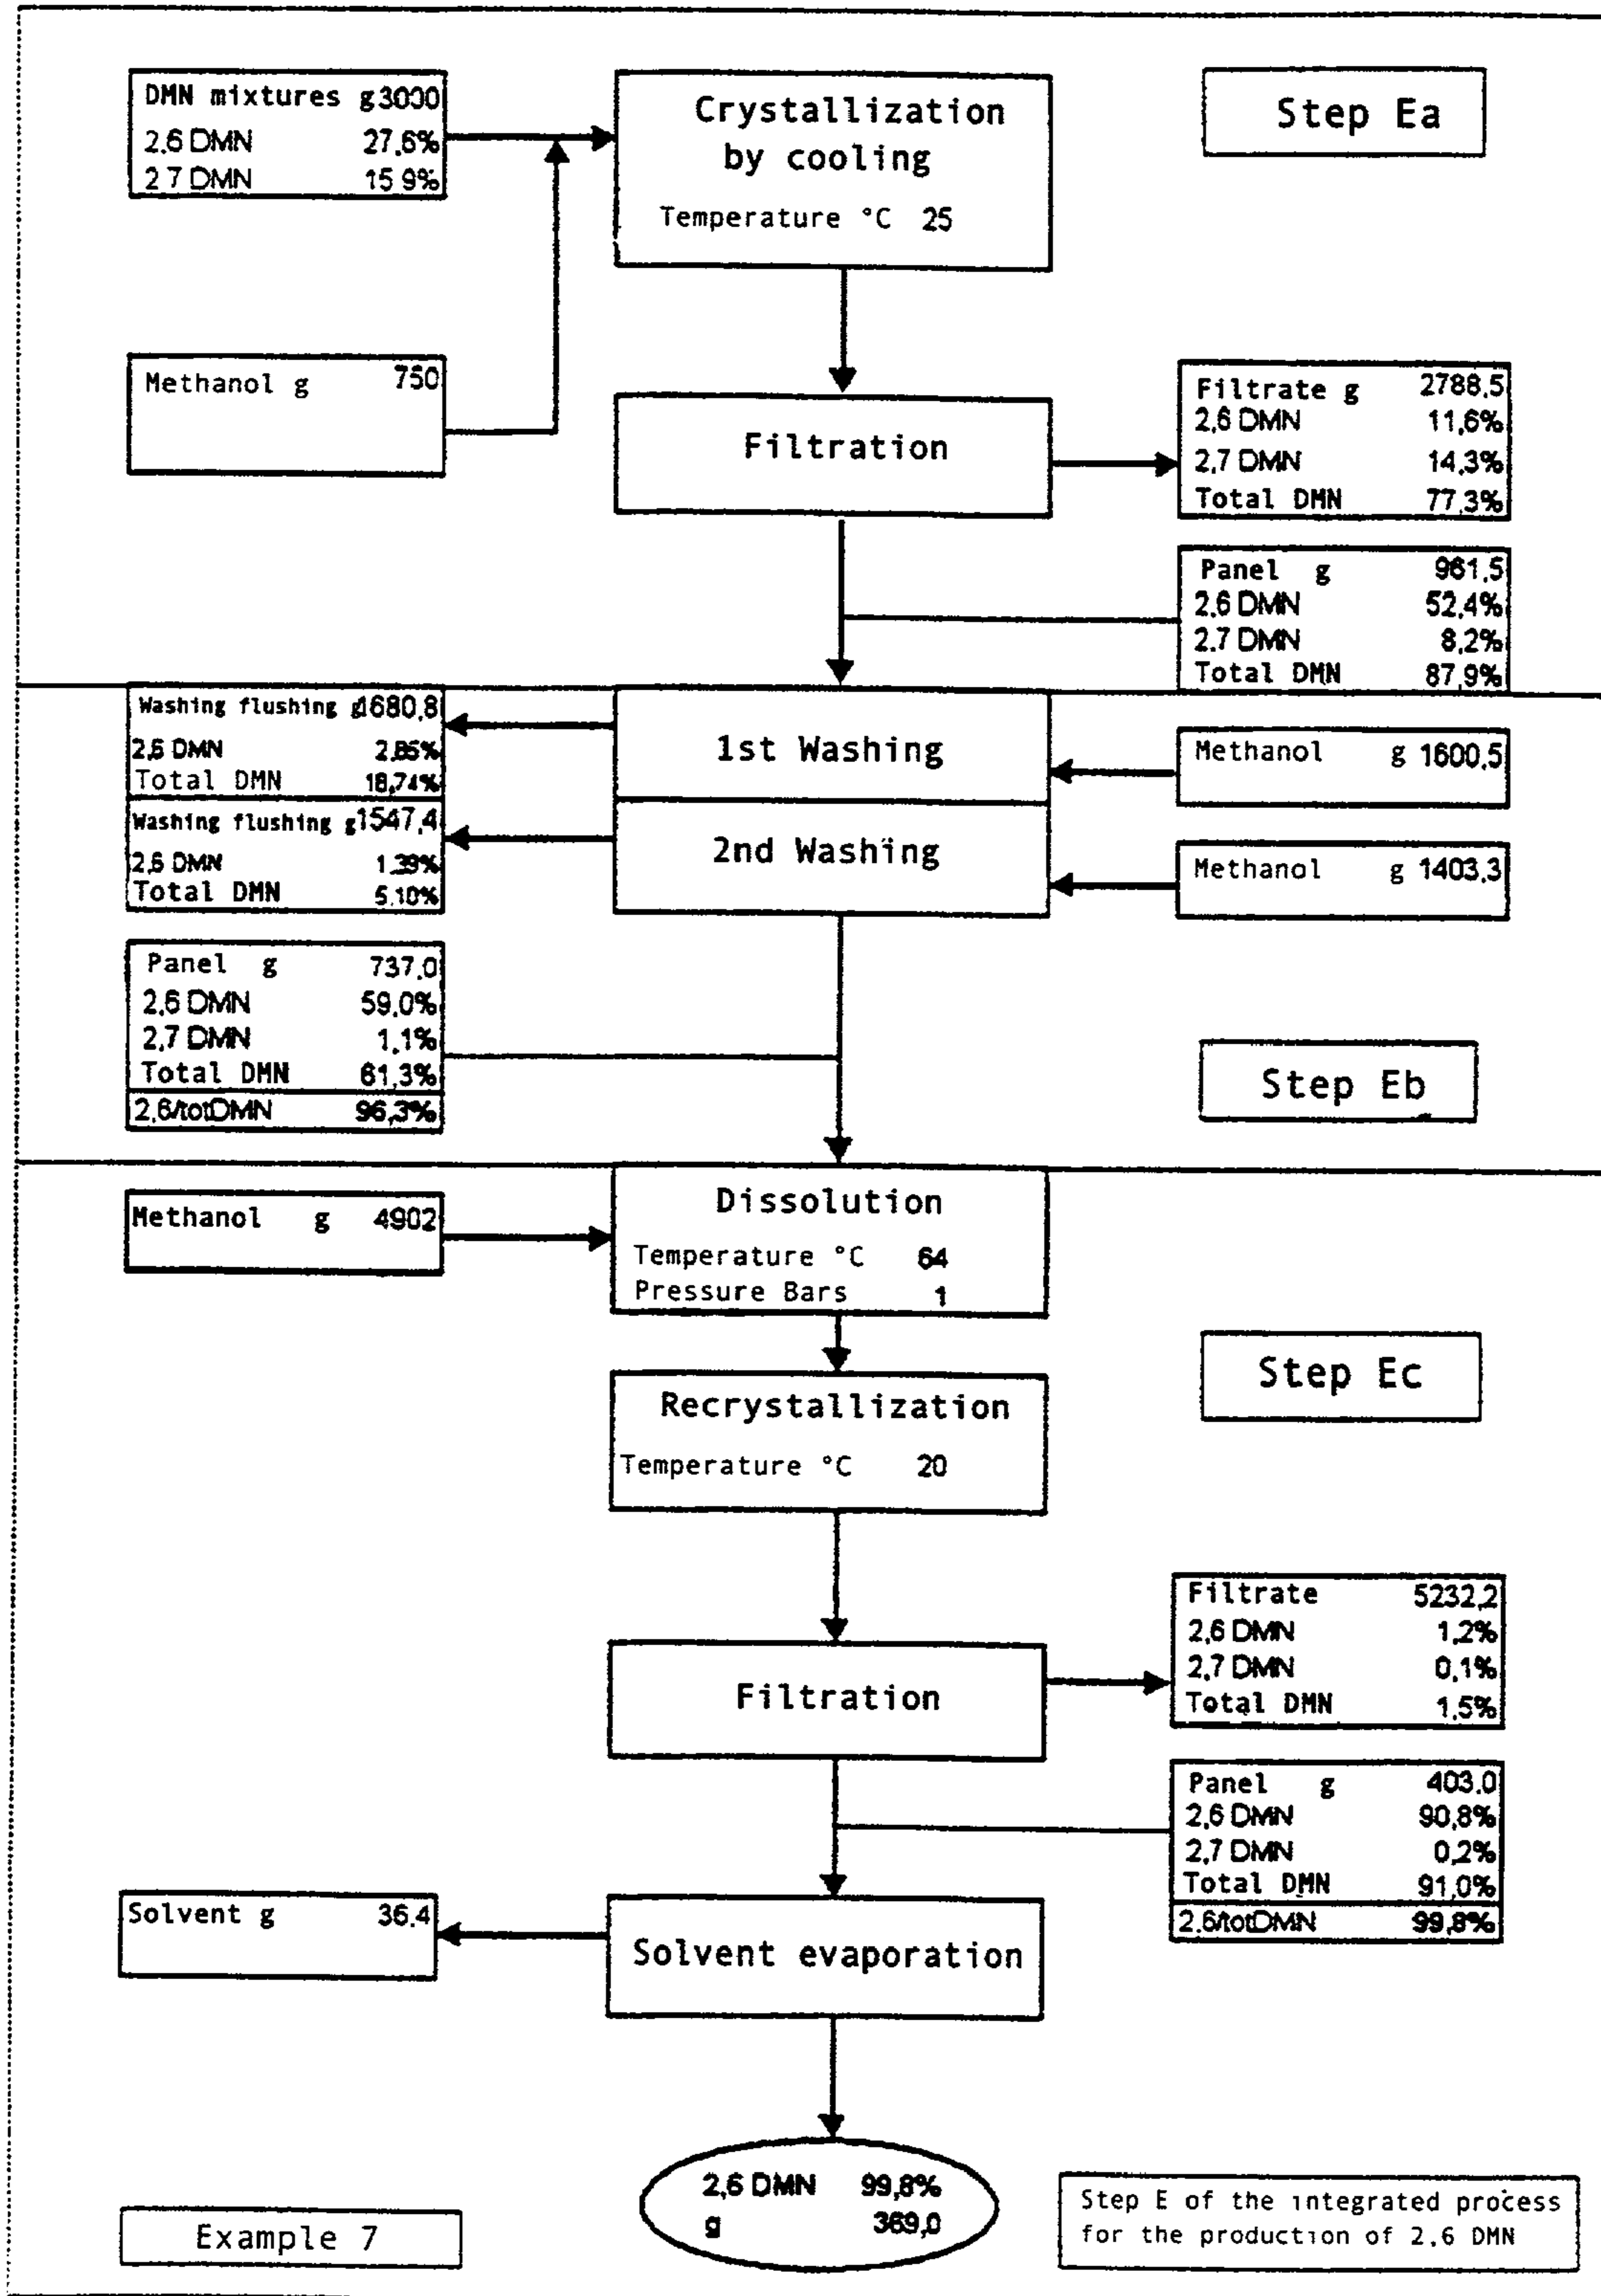 DMN mixtures g3000
2.6 DMN 27.6%
2 7 DMN 15 9%
Crystallization
by cooling
Temperature °C 25
Step Ea
Methanol g 750
Filtration
Filtrate g 2788,5
2,6 DMN 11,6%
2,7 DMN 14,3%
Total DMN 77,3%
Panel g 961,5
2,6 DMN 52,4%
2.7 DMN 8,2%
Total DMN 87,9%
Washing flushing g1680,8
2,6 DMN 2,85%
Total DMN 18,74%
1st Washing
Methanol g 1600,5
Washing flushing g1547,4
2,6 DMN 1,39%
Total DMN 5,10%
2nd Washing
Methanol g 1403,3
Panel g 737,0
2,6 DMN 59,0%
2,7 DMN 1,1%
Total DMN 61,3%
2,6/totDMN 96,3%
Step Eb
Methanol g 4902
Dissolution
Temperature °C 64
Pressure Bars 1
Recrystallization
Temperature °C 20
Step Ec
Filtration
Filtrate 5232,2
2,6 DMN 1,2%
2,7 DMN 0,1%
Total DMN 1,5%
Panel g 403.0
2,6 DMN 90,8%
2,7 DMN 0,2%
Total DMN 91,0%
2.6/totDMN 99,8%
Solvent g 36.4
Solvent evaporation
2,6 DMN 99,8%
g 369,0
Example 7
Step E of the integrated process
for the production of 2,6 DMN